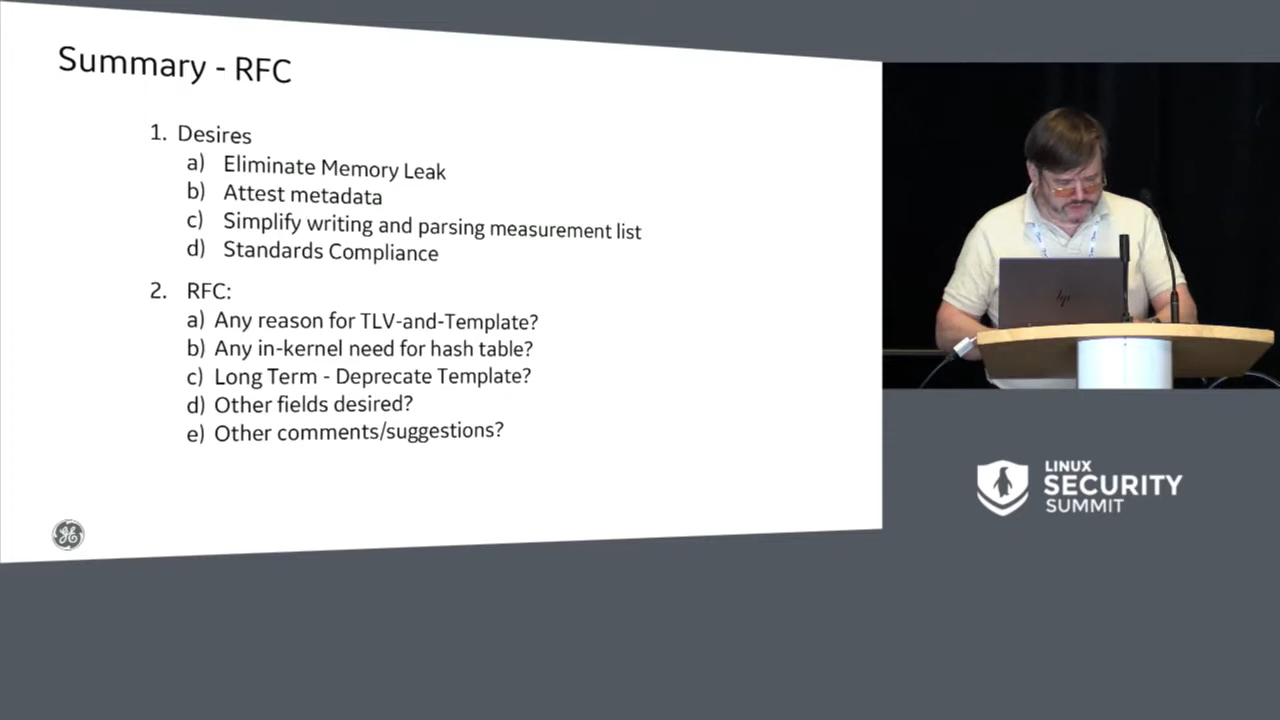 Summary - RFC
1. Desires
a) Eliminate Memory Leak
b) Attest metadata
c) Simplify writing and parsing measurement list
d) Standards Compliance
2. RFC:
a) Any reason for TLV-and-Template?
b) Any in-kernel need for hash table?
c) Long Term - Deprecate Template?
d) Other fields desired?
e) Other comments/suggestions?
GE
hp
LINUX
SECURITY
SUMMIT